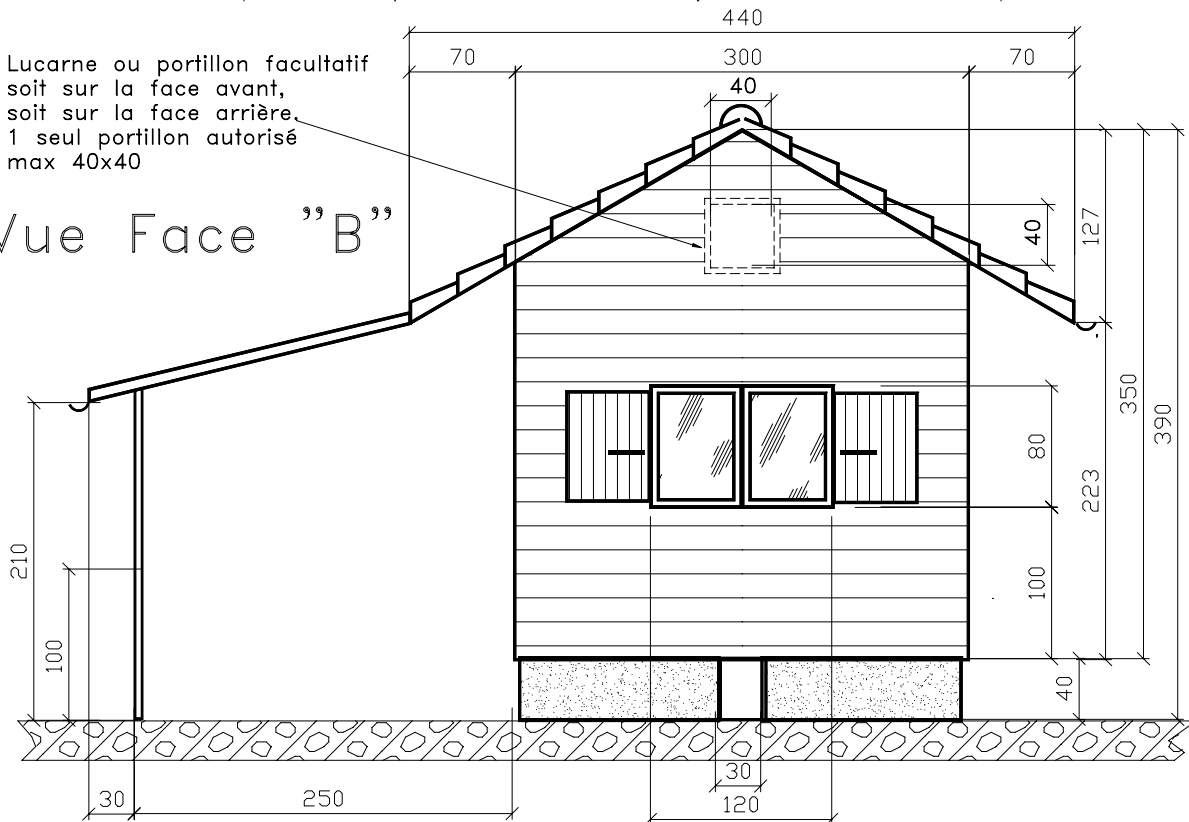 440
70 300 70
Lucarne ou portillon facultatif
soit sur la face avant,
soit sur la face arrière,
1 seul portillon autorisé
max 40x40
40
Vue Face "B"
40
127
350
390
80
223
210
100
100
40
30
30 250 120